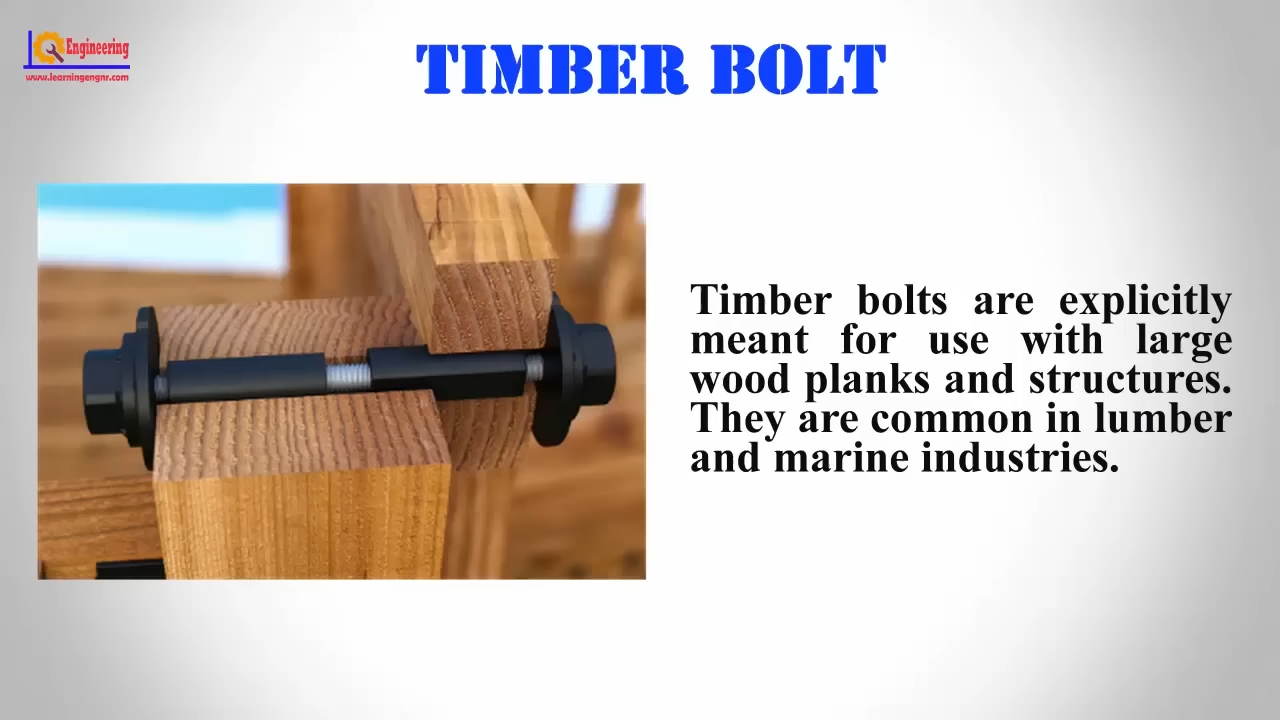 Engineering
www.learningengnr.com
TIMBER BOLT
Timber bolts are explicitly
meant for use with large
wood planks and structures.
They are common in lumber
and marine industries.